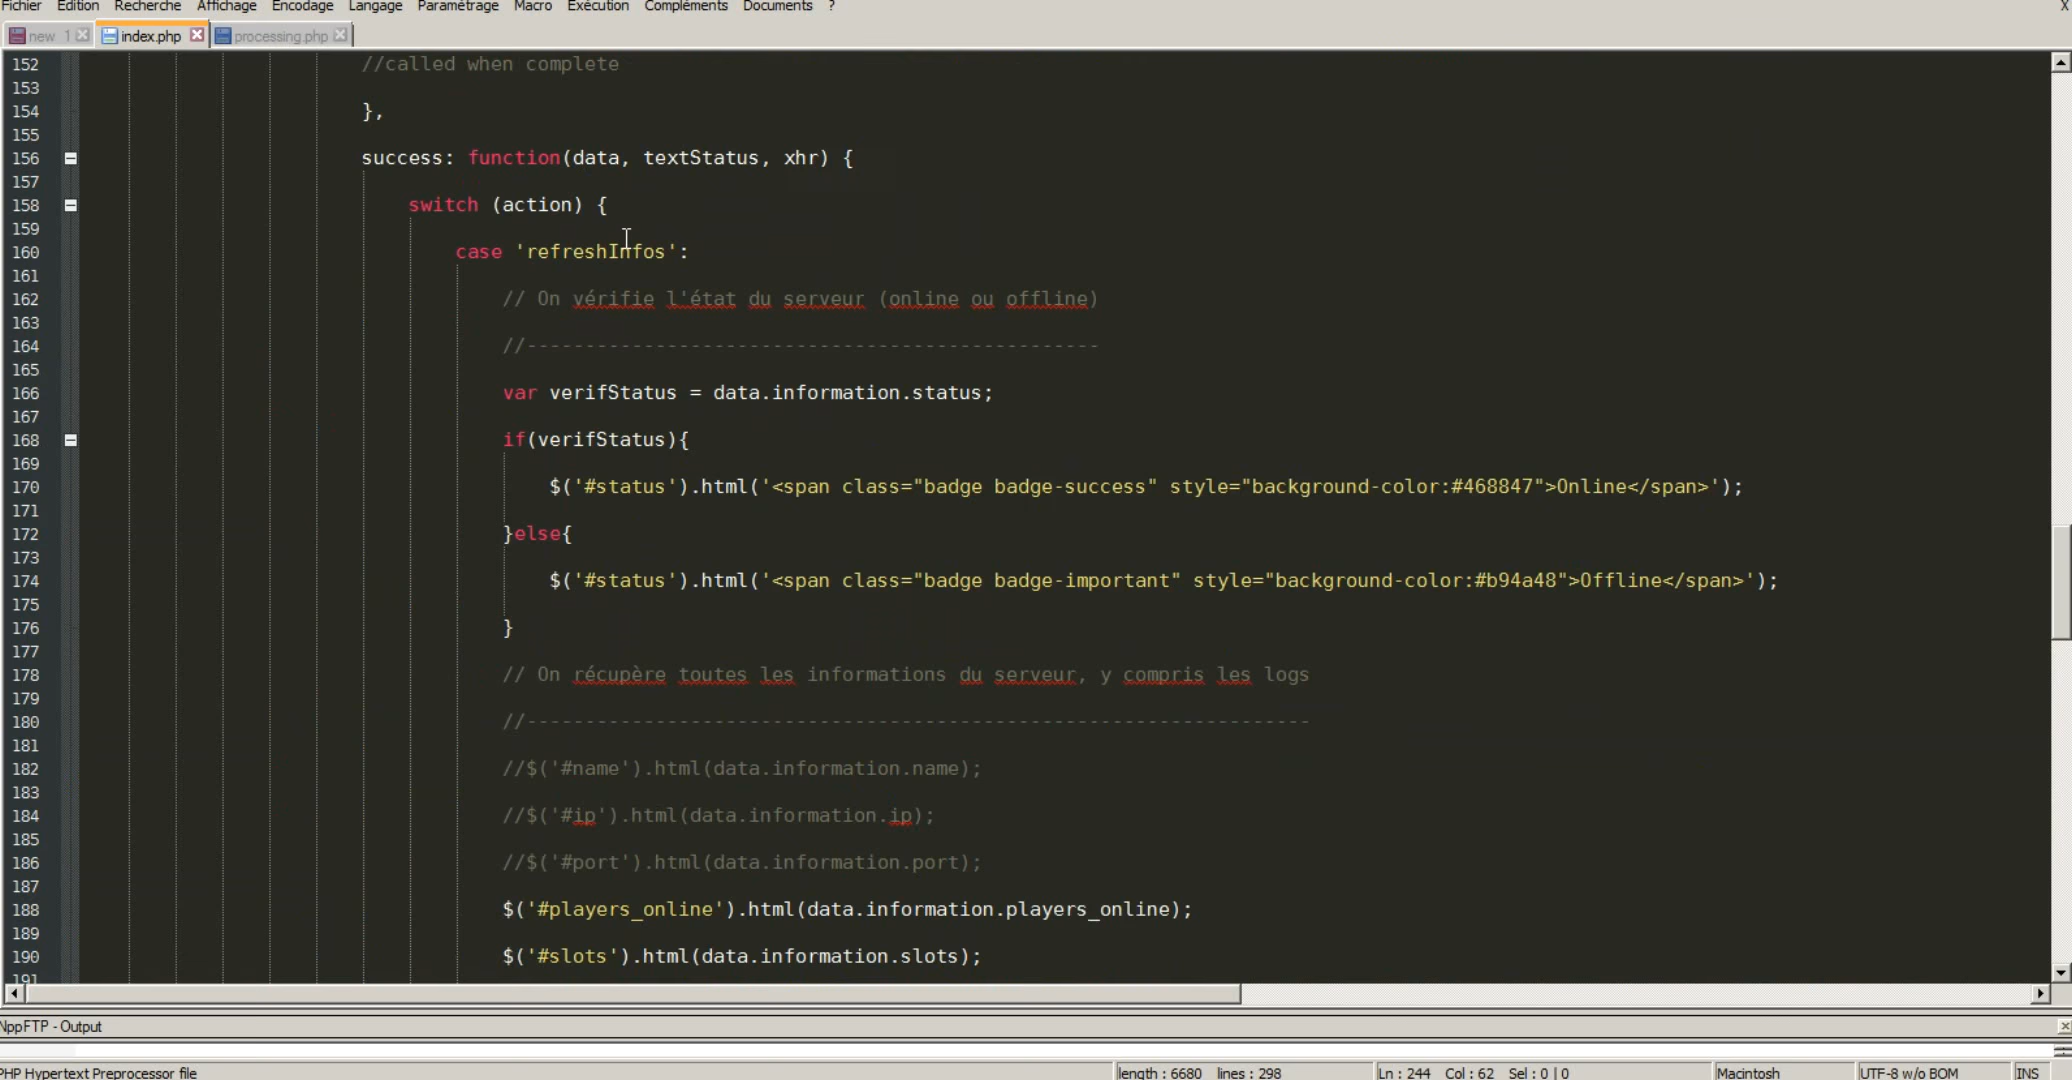 Fichier Edition Recherche Affichage Encodage Langage Paramétrage Macro Exécution Compléments Documents ? X
new 1 index.php processing.php
152 //called when complete
153
154 },
155
156 success: function(data, textStatus, xhr) {
157
158 switch (action) {
159
160 case 'refreshInfos':
161
162 // On vérifie l'état du serveur (online ou offline)
163
164 //-------------------------------------------------
165
166 var verifStatus = data.information.status;
167
168 if(verifStatus){
169
170 $('#status').html('<span class="badge badge-success" style="background-color:#468847">Online</span>');
171
172 }else{
173
174 $('#status').html('<span class="badge badge-important" style="background-color:#b94a48">Offline</span>');
175
176 }
177
178 // On récupère toutes les informations du serveur, y compris les logs
179
180 //-------------------------------------------------------------------
181
182 //$('#name').html(data.information.name);
183
184 //$('#ip').html(data.information.ip);
185
186 //$('#port').html(data.information.port);
187
188 $('#players_online').html(data.information.players_online);
189
190 $('#slots').html(data.information.slots);
191
NppFTP - Output
PHP Hypertext Preprocessor file length : 6680 lines : 298 Ln : 244 Col : 62 Sel : 0 | 0 Macintosh UTF-8 w/o BOM INS